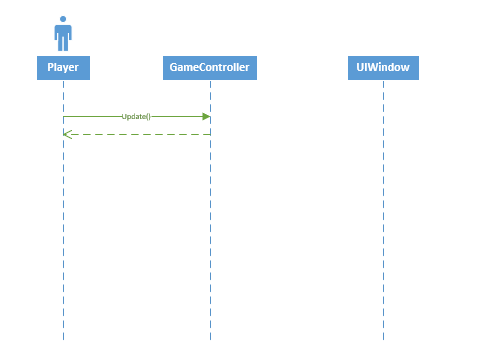 Player
GameController
UIWindow
Update()